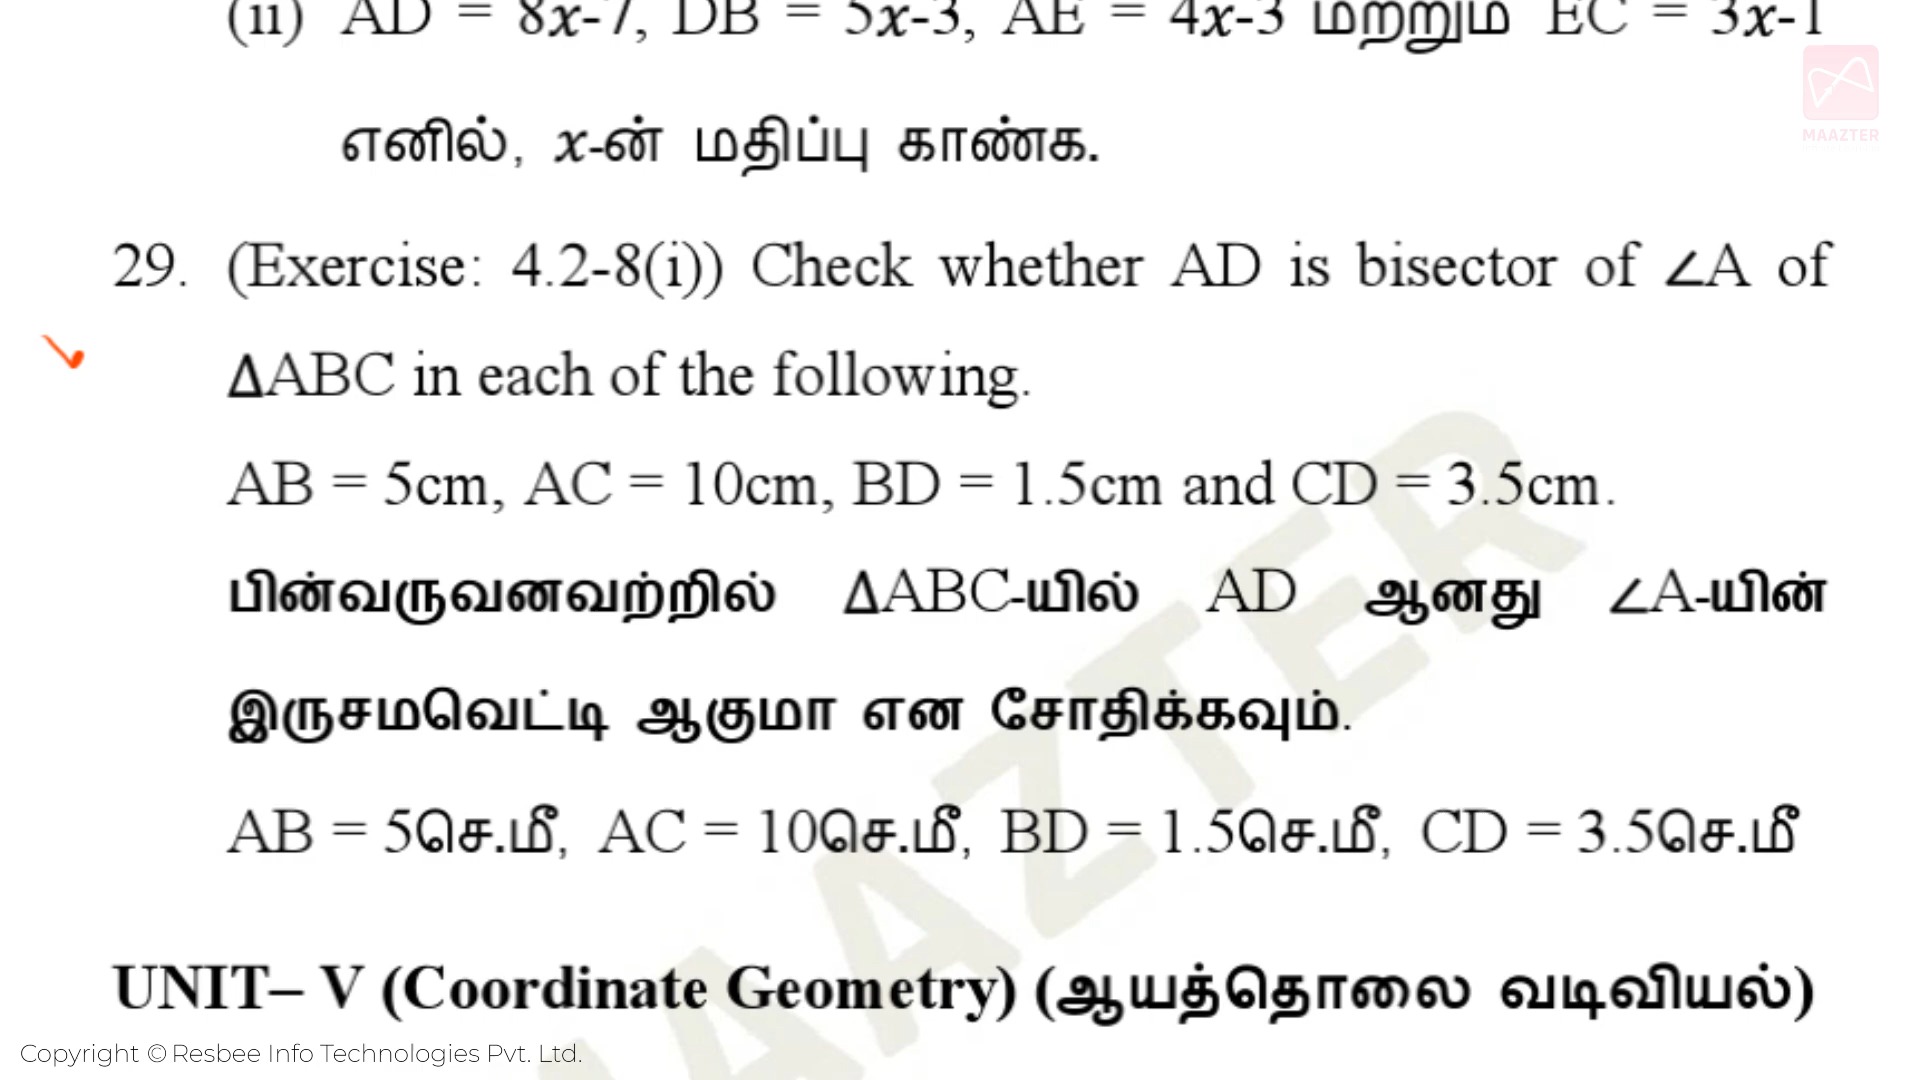 (ii) AD = 8x-7, DB = 5x-3, AE = 4x-3 மற்றும் EC = 3x-1
எனில், x-ன் மதிப்பு காண்க.
MAAZTER
29. (Exercise: 4.2-8(i)) Check whether AD is bisector of ∠A of
ΔABC in each of the following.
AB = 5cm, AC = 10cm, BD = 1.5cm and CD = 3.5cm.
பின்வருவனவற்றில் ΔABC-யில் AD ஆனது ∠A-யின்
இருசமவெட்டி ஆகுமா என சோதிக்கவும்.
AB = 5செ.மீ, AC = 10செ.மீ, BD = 1.5செ.மீ, CD = 3.5செ.மீ
MAAZTER
UNIT– V (Coordinate Geometry) (ஆயத்தொலை வடிவியல்)
Copyright © Resbee Info Technologies Pvt. Ltd.